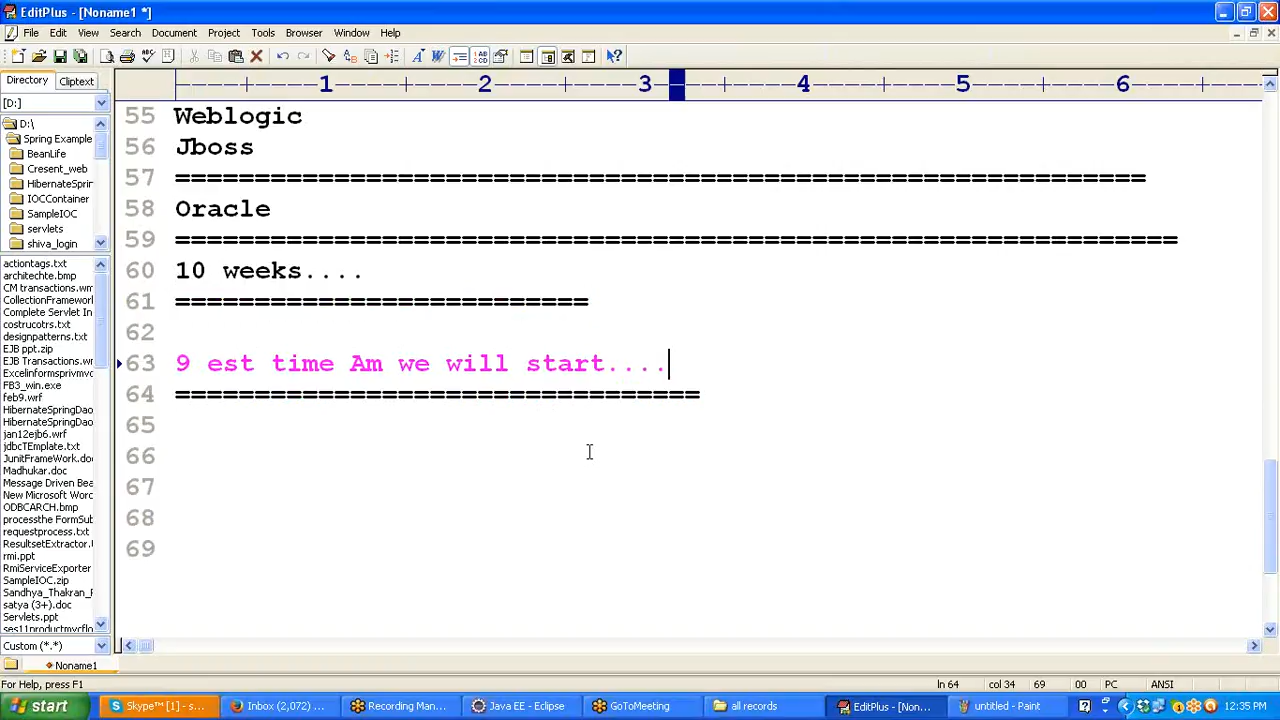 EditPlus - [Noname1 *]
File Edit View Search Document Project Tools Browser Window Help
Directory Cliptext
1 2 3 4 5 6
[D:]
D:\
Spring Example
BeanLife
Cresent_web
HibernateSprin
IOCContainer
SampleIOC
servlets
shiva_login
55 Weblogic
56 Jboss
57 =============================================================
58 Oracle
59 ===============================================================
60 10 weeks....
61 ==========================
62
63 9 est time Am we will start....
64 =================================
65
66
67
68
69
actiontags.txt
architechte.bmp
CM transactions.wr
CollectionFramework
Complete Servlet In
costrucotrs.txt
designpatterns.txt
EJB ppt.zip
EJB Transactions.w
Excelinformsprivmv
FB3_win.exe
feb9.wrf
HibernateSpringDao
HibernateSpringDao
jan12ejb6.wrf
jdbcTEmplate.txt
JunitFrameWork.do
Madhukar.doc
Message Driven Bea
New Microsoft Word
ODBCARCH.bmp
processthe FormSub
requestprocess.txt
ResultsetExtractor.
rmi.ppt
RmiServiceExporter
SampleIOC.zip
Sandhya_Thakran_R
satya (3+).doc
Servlets.ppt
ses11productmvcflo
Custom (*.*)
Noname1
For Help, press F1 ln 64 col 34 69 00 PC ANSI
start Skype™ [1] - s... Inbox (2,072) ... Recording Man... Java EE - Eclipse GoToMeeting all records EditPlus - [Non... untitled - Paint 12:35 PM